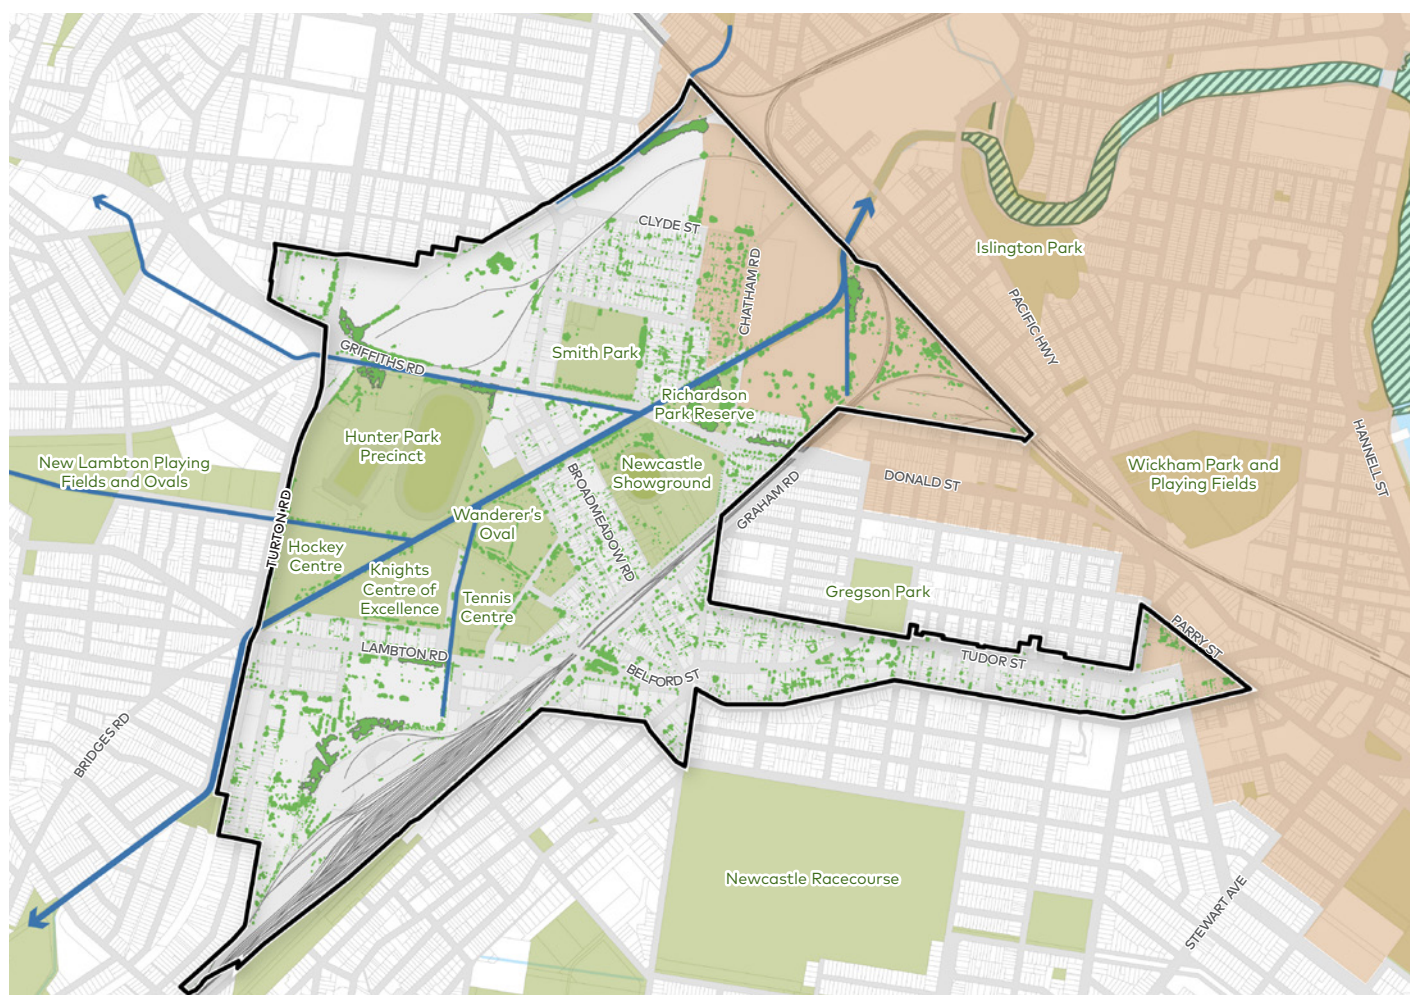 CLYDE ST
CHATHAM RD
Islington Park
PACIFIC HWY
GRIFFITHS RD
Smith Park
Richardson
Park Reserve
Hunter Park
Precinct
New Lambton Playing
Fields and Ovals
Newcastle
Showground
BROADMEADOW RD
GRAHAM RD
DONALD ST
Wickham Park and
Playing Fields
HANNELL ST
TURTON RD
Wanderer's
Oval
Hockey
Centre
Knights
Centre of
Excellence
Tennis
Centre
Gregson Park
LAMBTON RD
BELFORD ST
TUDOR ST
PARRY ST
BRIDGES RD
Newcastle Racecourse
STEWART AVE